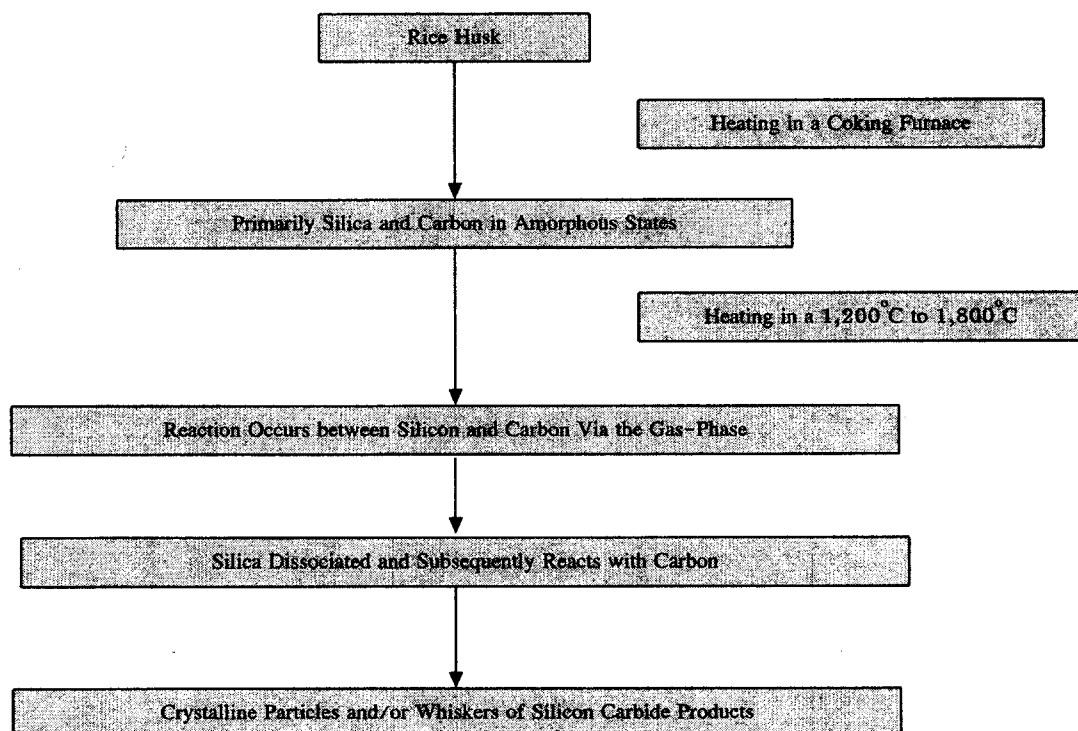 Rice Husk
Heating in a Coking Furnace
Primarily Silica and Carbon in Amorphous States
Heating in a 1,200°C to 1,800°C
Reaction Occurs between Silicon and Carbon Via the Gas-Phase
Silica Dissociated and Subsequently Reacts with Carbon
Crystalline Particles and/or Whiskers of Silicon Carbide Products